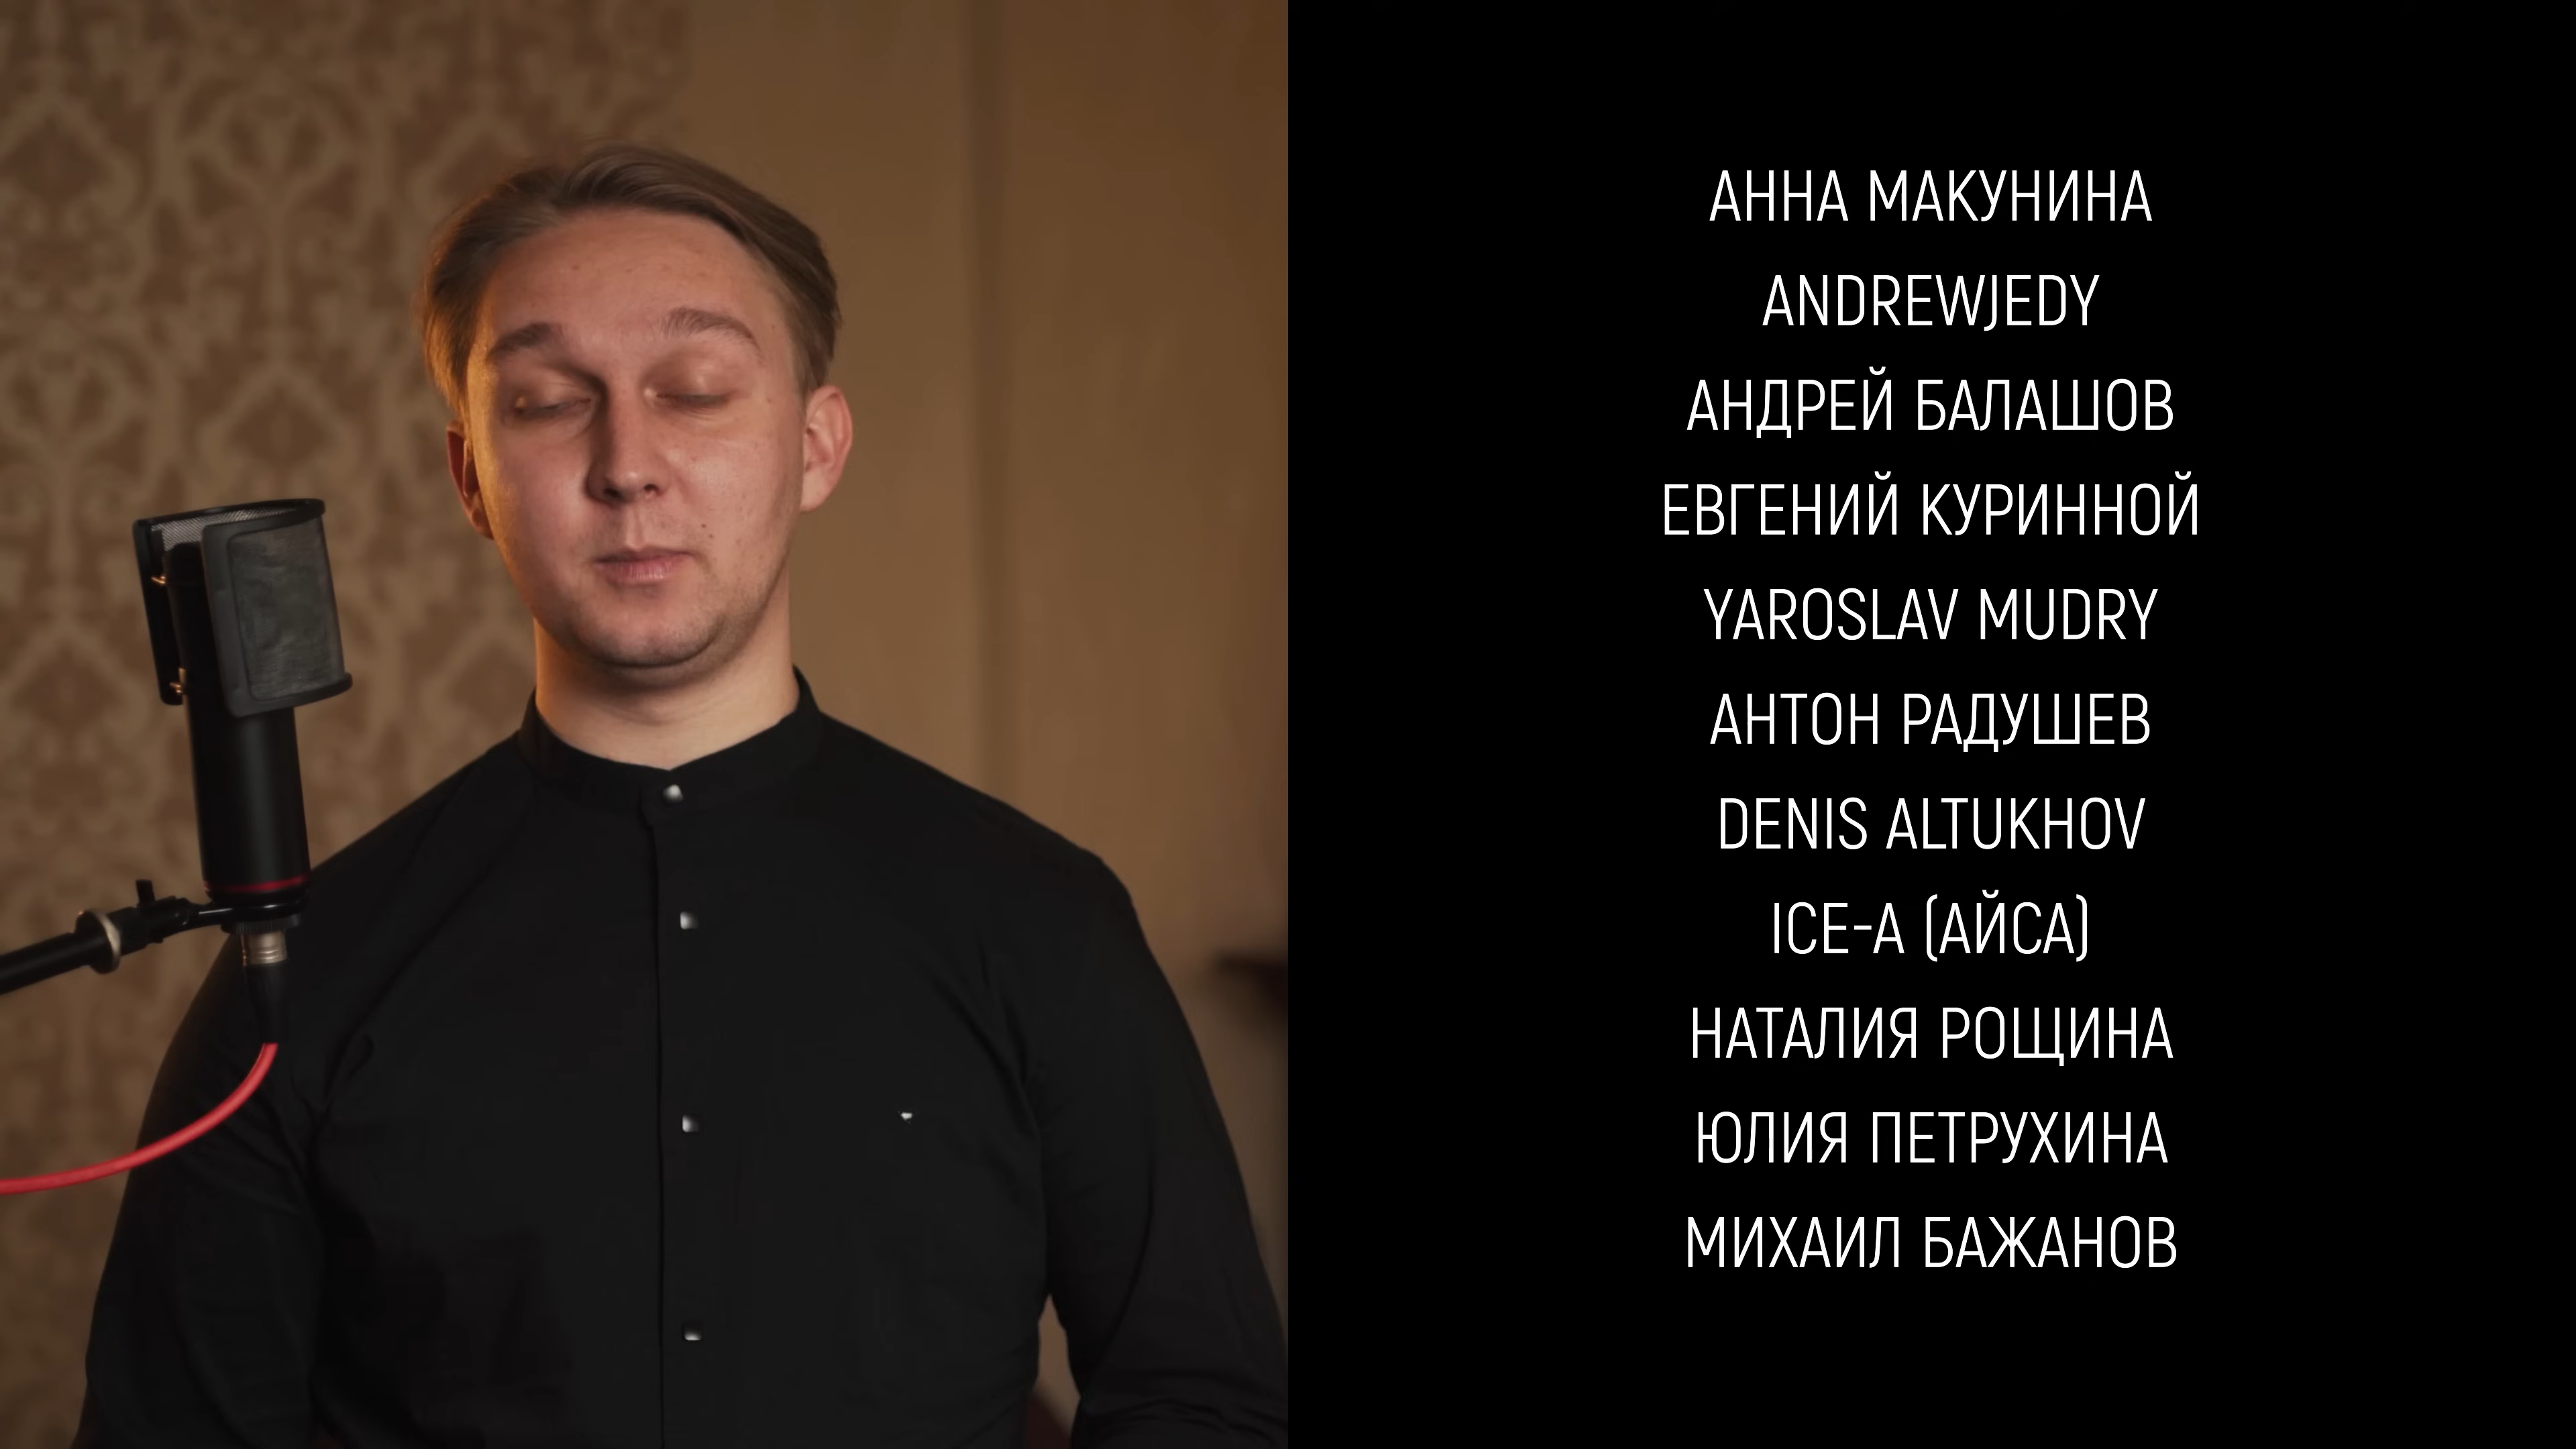 АННА МАКУНИНА
ANDREWJEDY
АНДРЕЙ БАЛАШОВ
ЕВГЕНИЙ КУРИННОЙ
YAROSLAV MUDRY
АНТОН РАДУШЕВ
DENIS ALTUKHOV
ICE-A (АЙСА)
НАТАЛИЯ РОЩИНА
ЮЛИЯ ПЕТРУХИНА
МИХАИЛ БАЖАНОВ